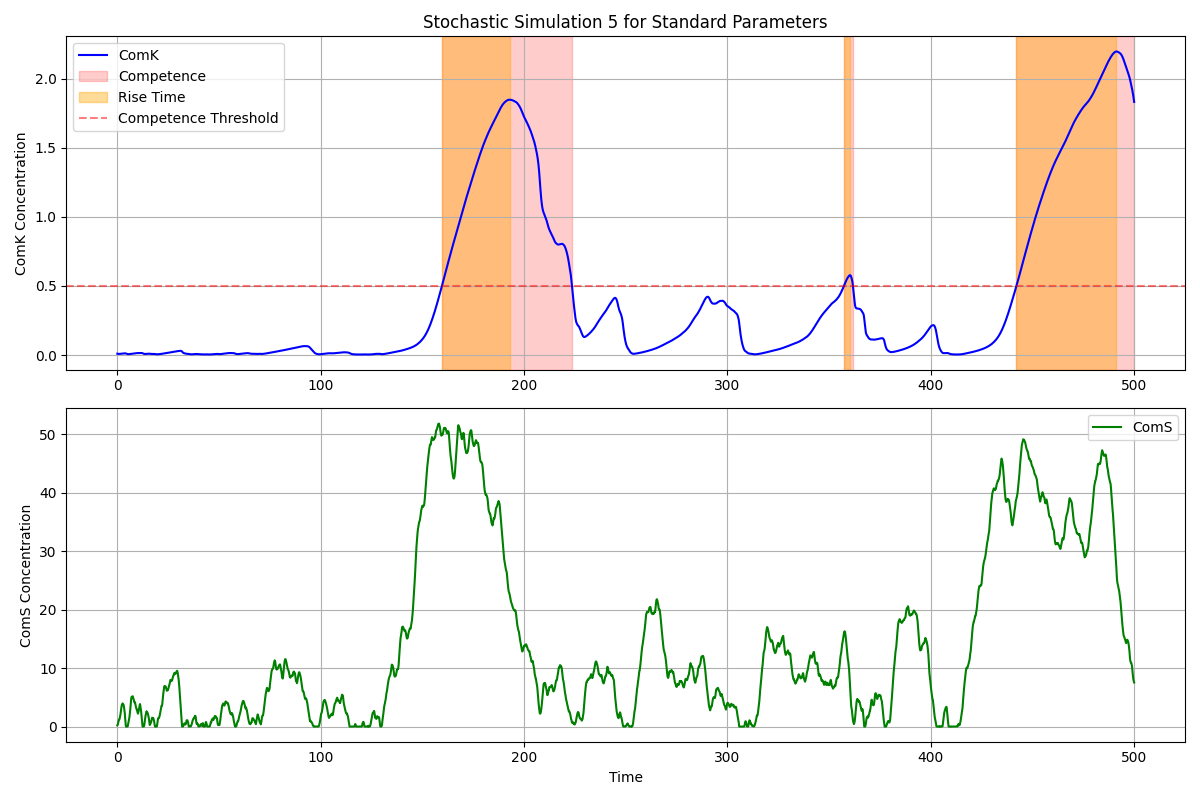 Stochastic Simulation 5 for Standard Parameters
ComK
Competence
Rise Time
Competence Threshold
ComK Concentration
2.0
1.5
1.0
0.5
0.0
0 100 200 300 400 500
ComS
ComS Concentration
50
40
30
20
10
0
0 100 200 300 400 500
Time